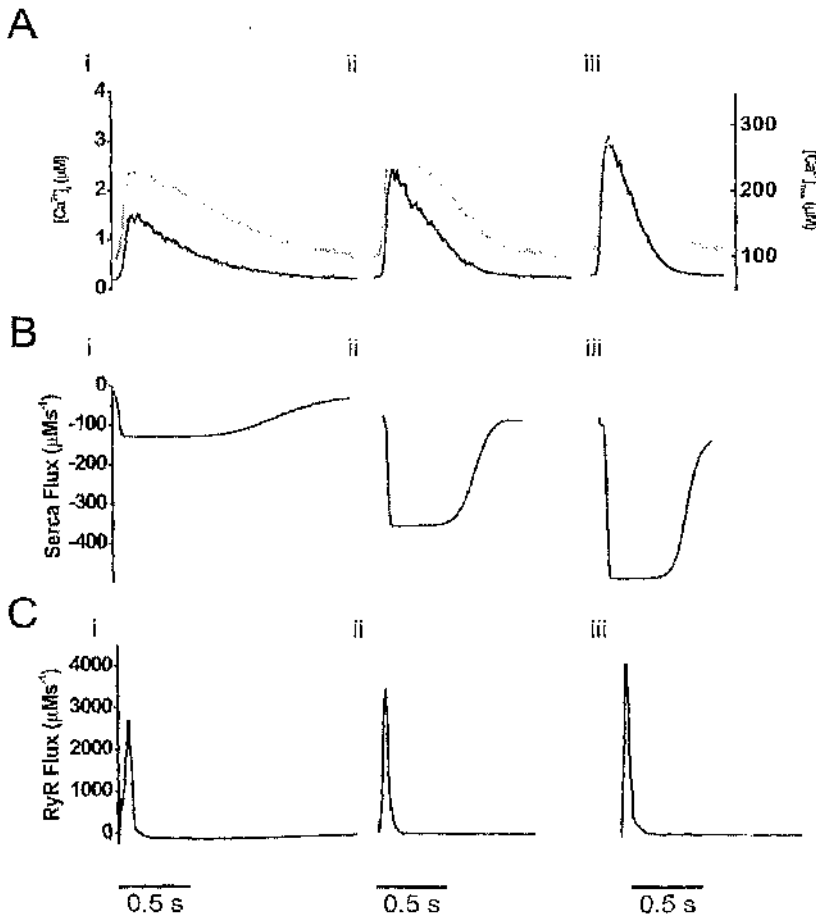 A
i
ii
iii
4
3
2
1
0
[Ca²⁺]ᵢ (μM)
300
200
100
(μM)
B
i
ii
iii
0
-100
-200
-300
-400
Serca Flux (μMs⁻¹)
C
i
ii
iii
4000
3000
2000
1000
0
RyR Flux (μMs⁻¹)
0.5 s
0.5 s
0.5 s